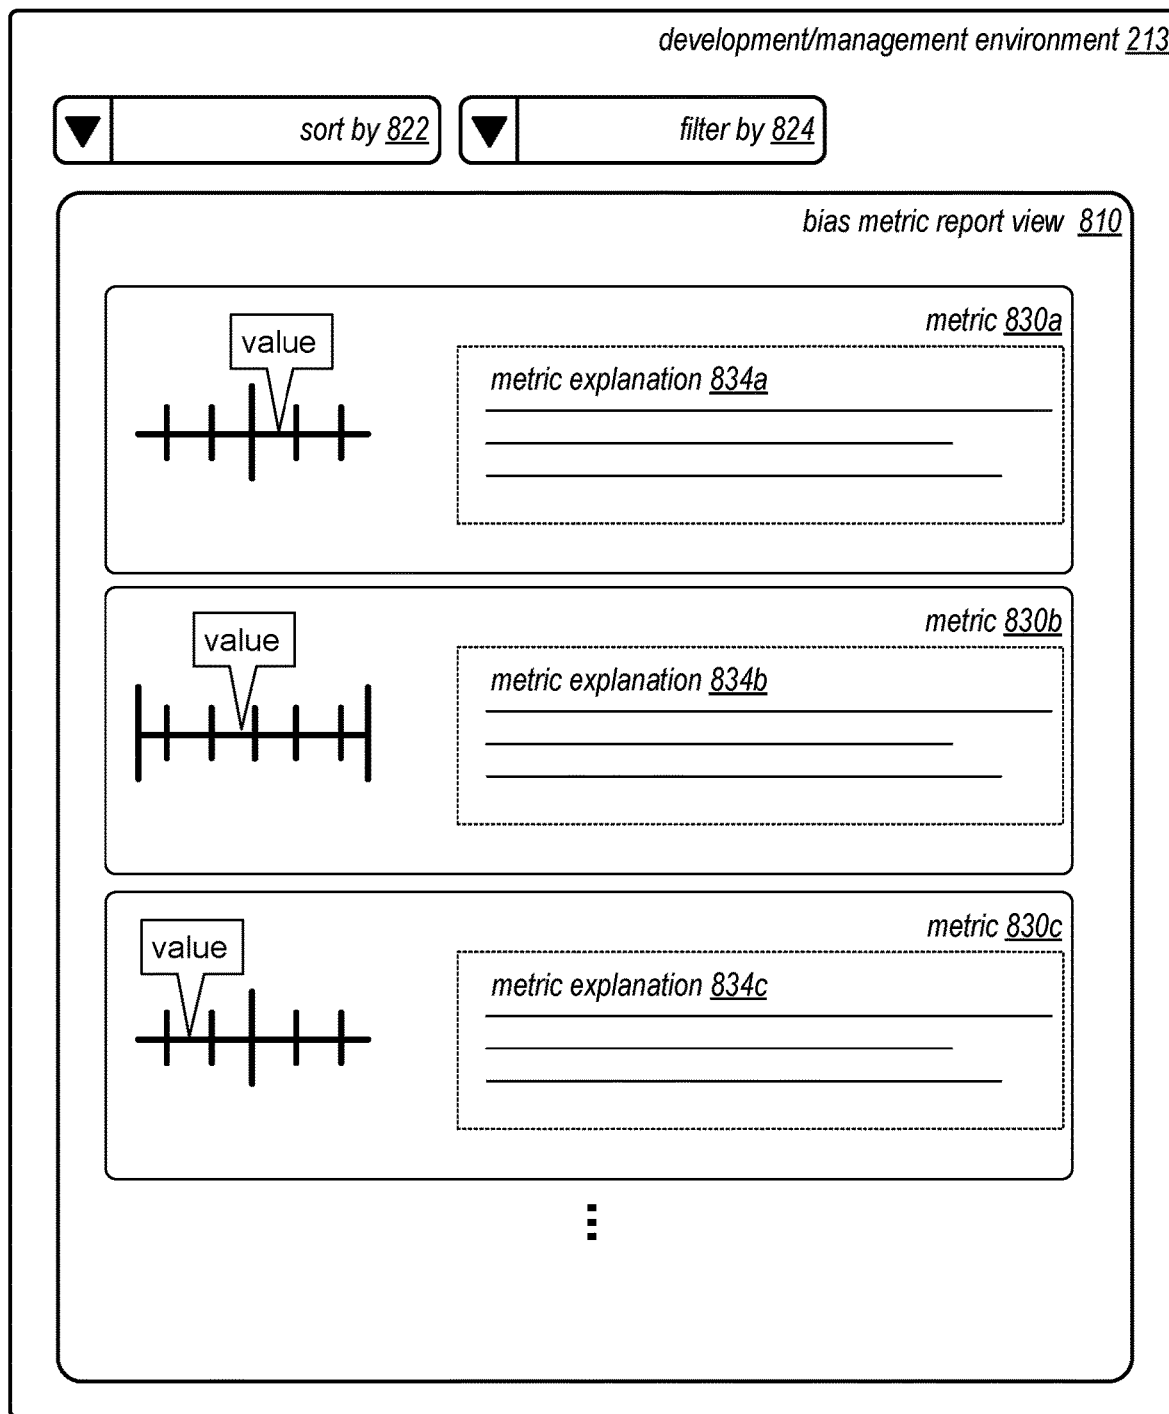 development/management environment 213
sort by 822
filter by 824
bias metric report view 810
metric 830a
value
metric explanation 834a
metric 830b
value
metric explanation 834b
metric 830c
value
metric explanation 834c